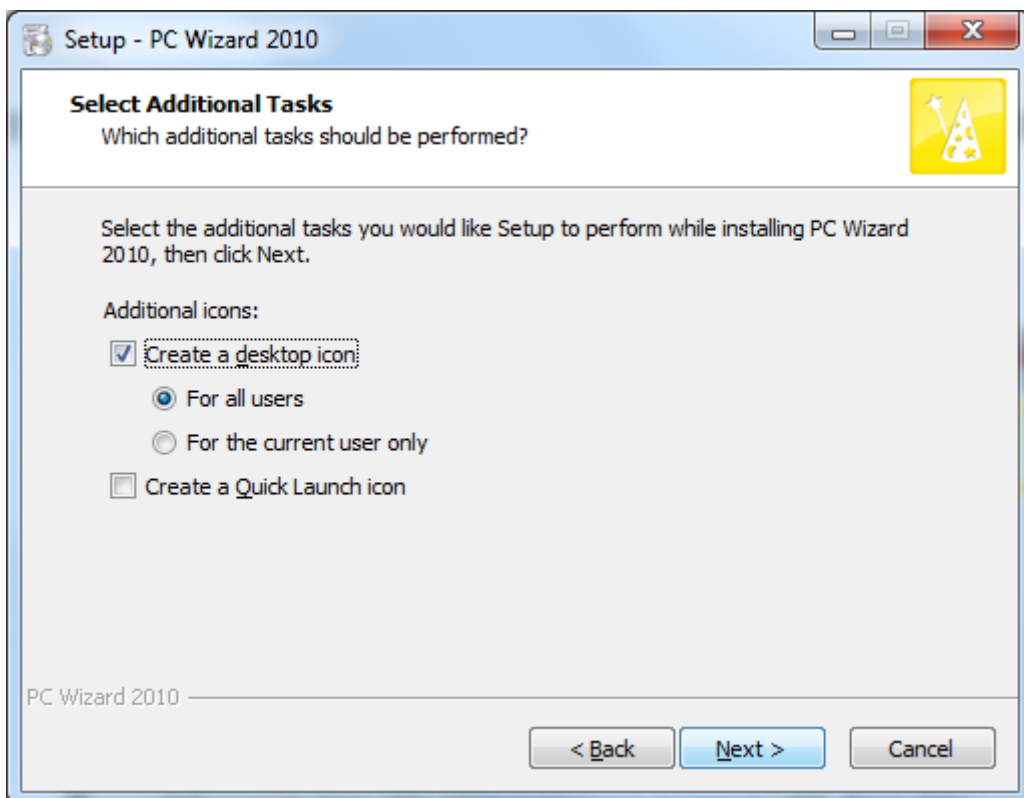 Setup - PC Wizard 2010
Select Additional Tasks
Which additional tasks should be performed?
Select the additional tasks you would like Setup to perform while installing PC Wizard
2010, then click Next.
Additional icons:
Create a desktop icon
For all users
For the current user only
Create a Quick Launch icon
PC Wizard 2010
< Back
Next >
Cancel